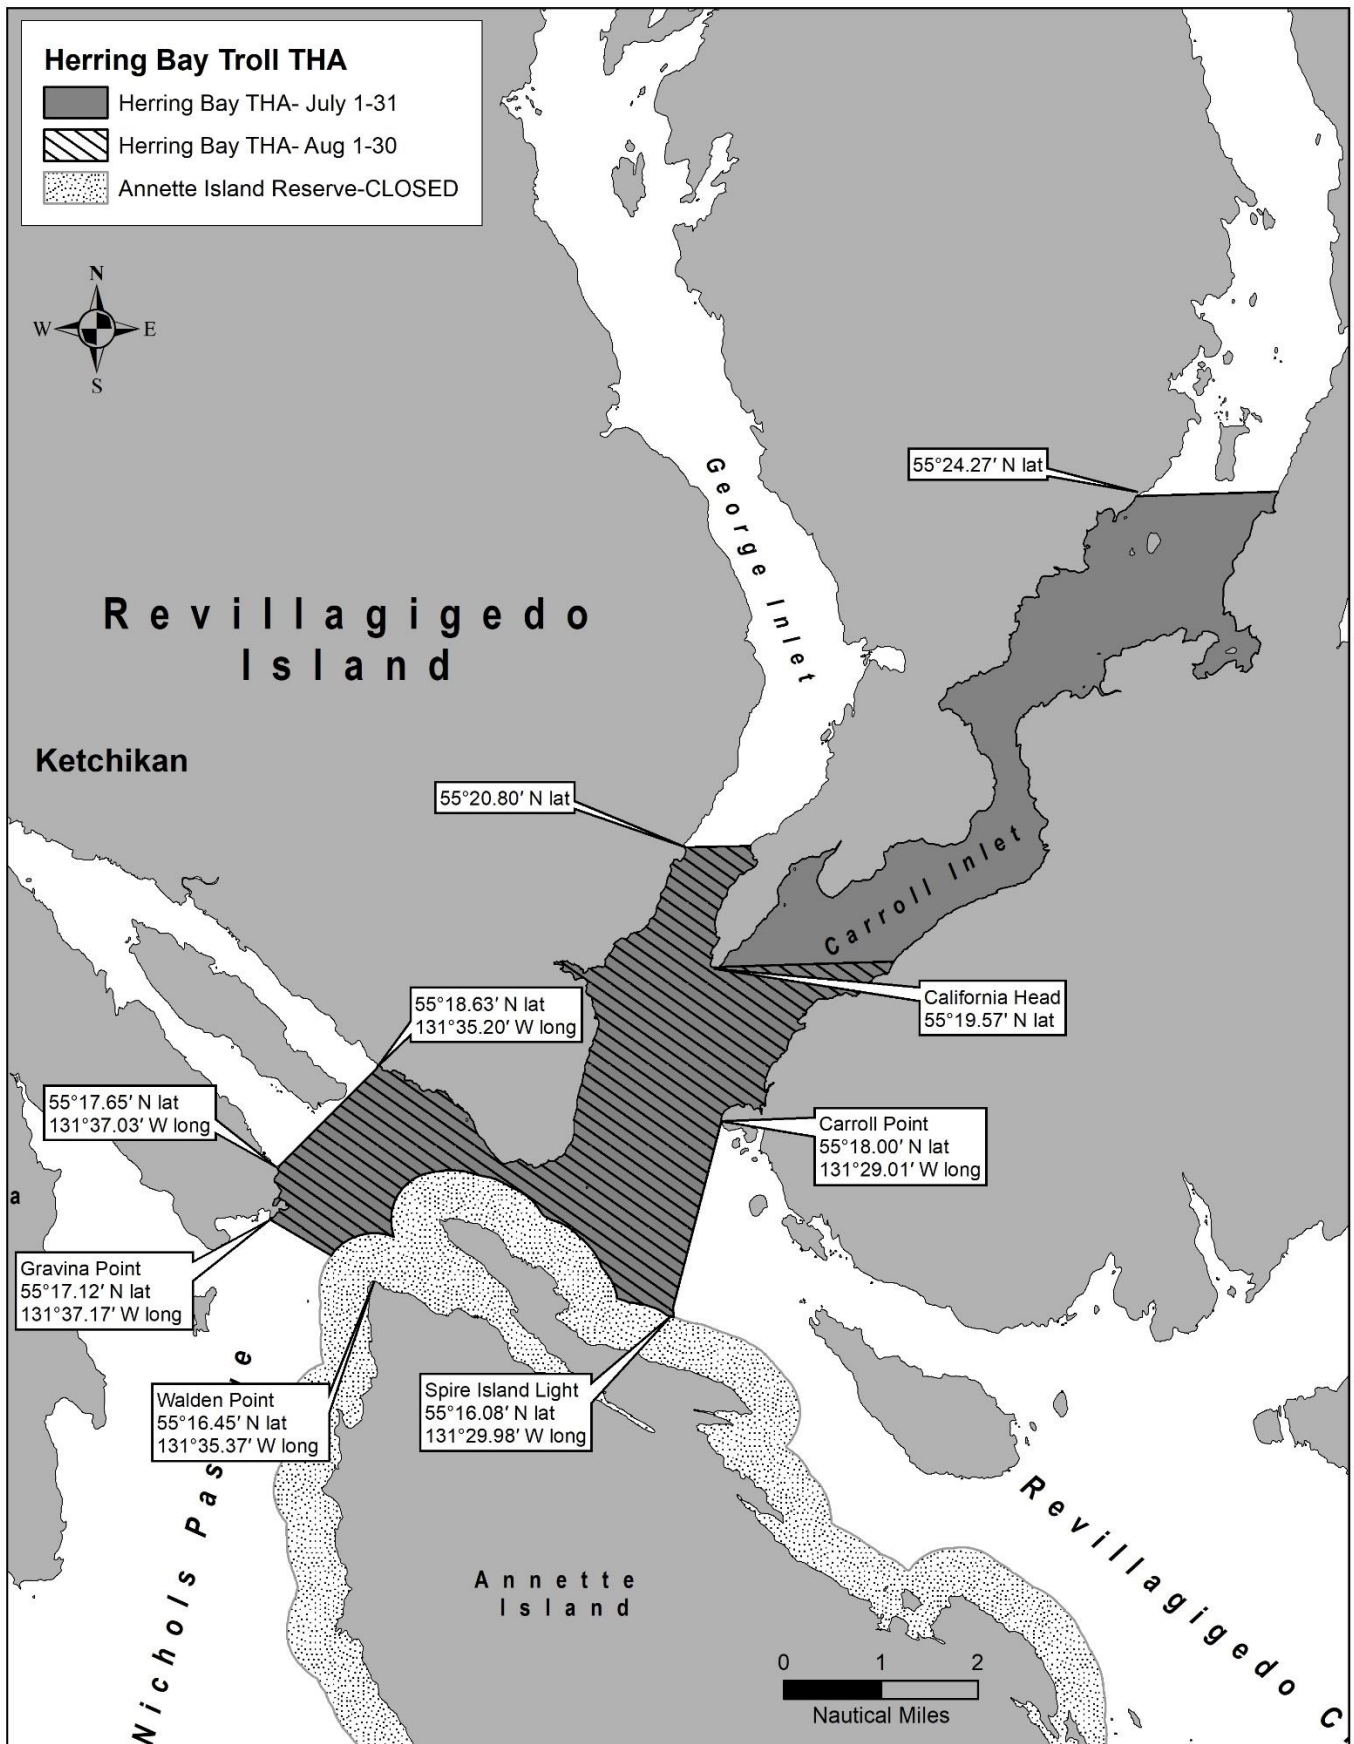 Herring Bay Troll THA
Herring Bay THA- July 1-31
Herring Bay THA- Aug 1-30
Annette Island Reserve-CLOSED
N
W E
S
George Inlet
55°24.27′ N lat
Revillagigedo
Island
Ketchikan
55°20.80′ N lat
Carroll Inlet
California Head
55°19.57' N lat
55°18.63′ N lat
131°35.20′ W long
55°17.65′ N lat
131°37.03′ W long
Carroll Point
55°18.00′ N lat
131°29.01′ W long
a
Gravina Point
55°17.12′ N lat
131°37.17′ W long
Walden Point
55°16.45′ N lat
131°35.37′ W long
Spire Island Light
55°16.08′ N lat
131°29.98′ W long
Nichols Pas e
Revillagigedo C
Annette
Island
0 1 2
Nautical Miles